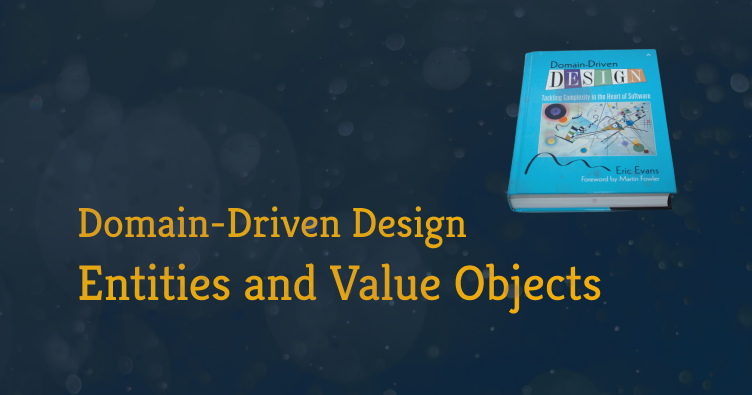 Domain-Driven
DESIGN
Tackling Complexity in the Heart of Software
Eric Evans
Foreword by Martin Fowler
Domain-Driven Design
Entities and Value Objects